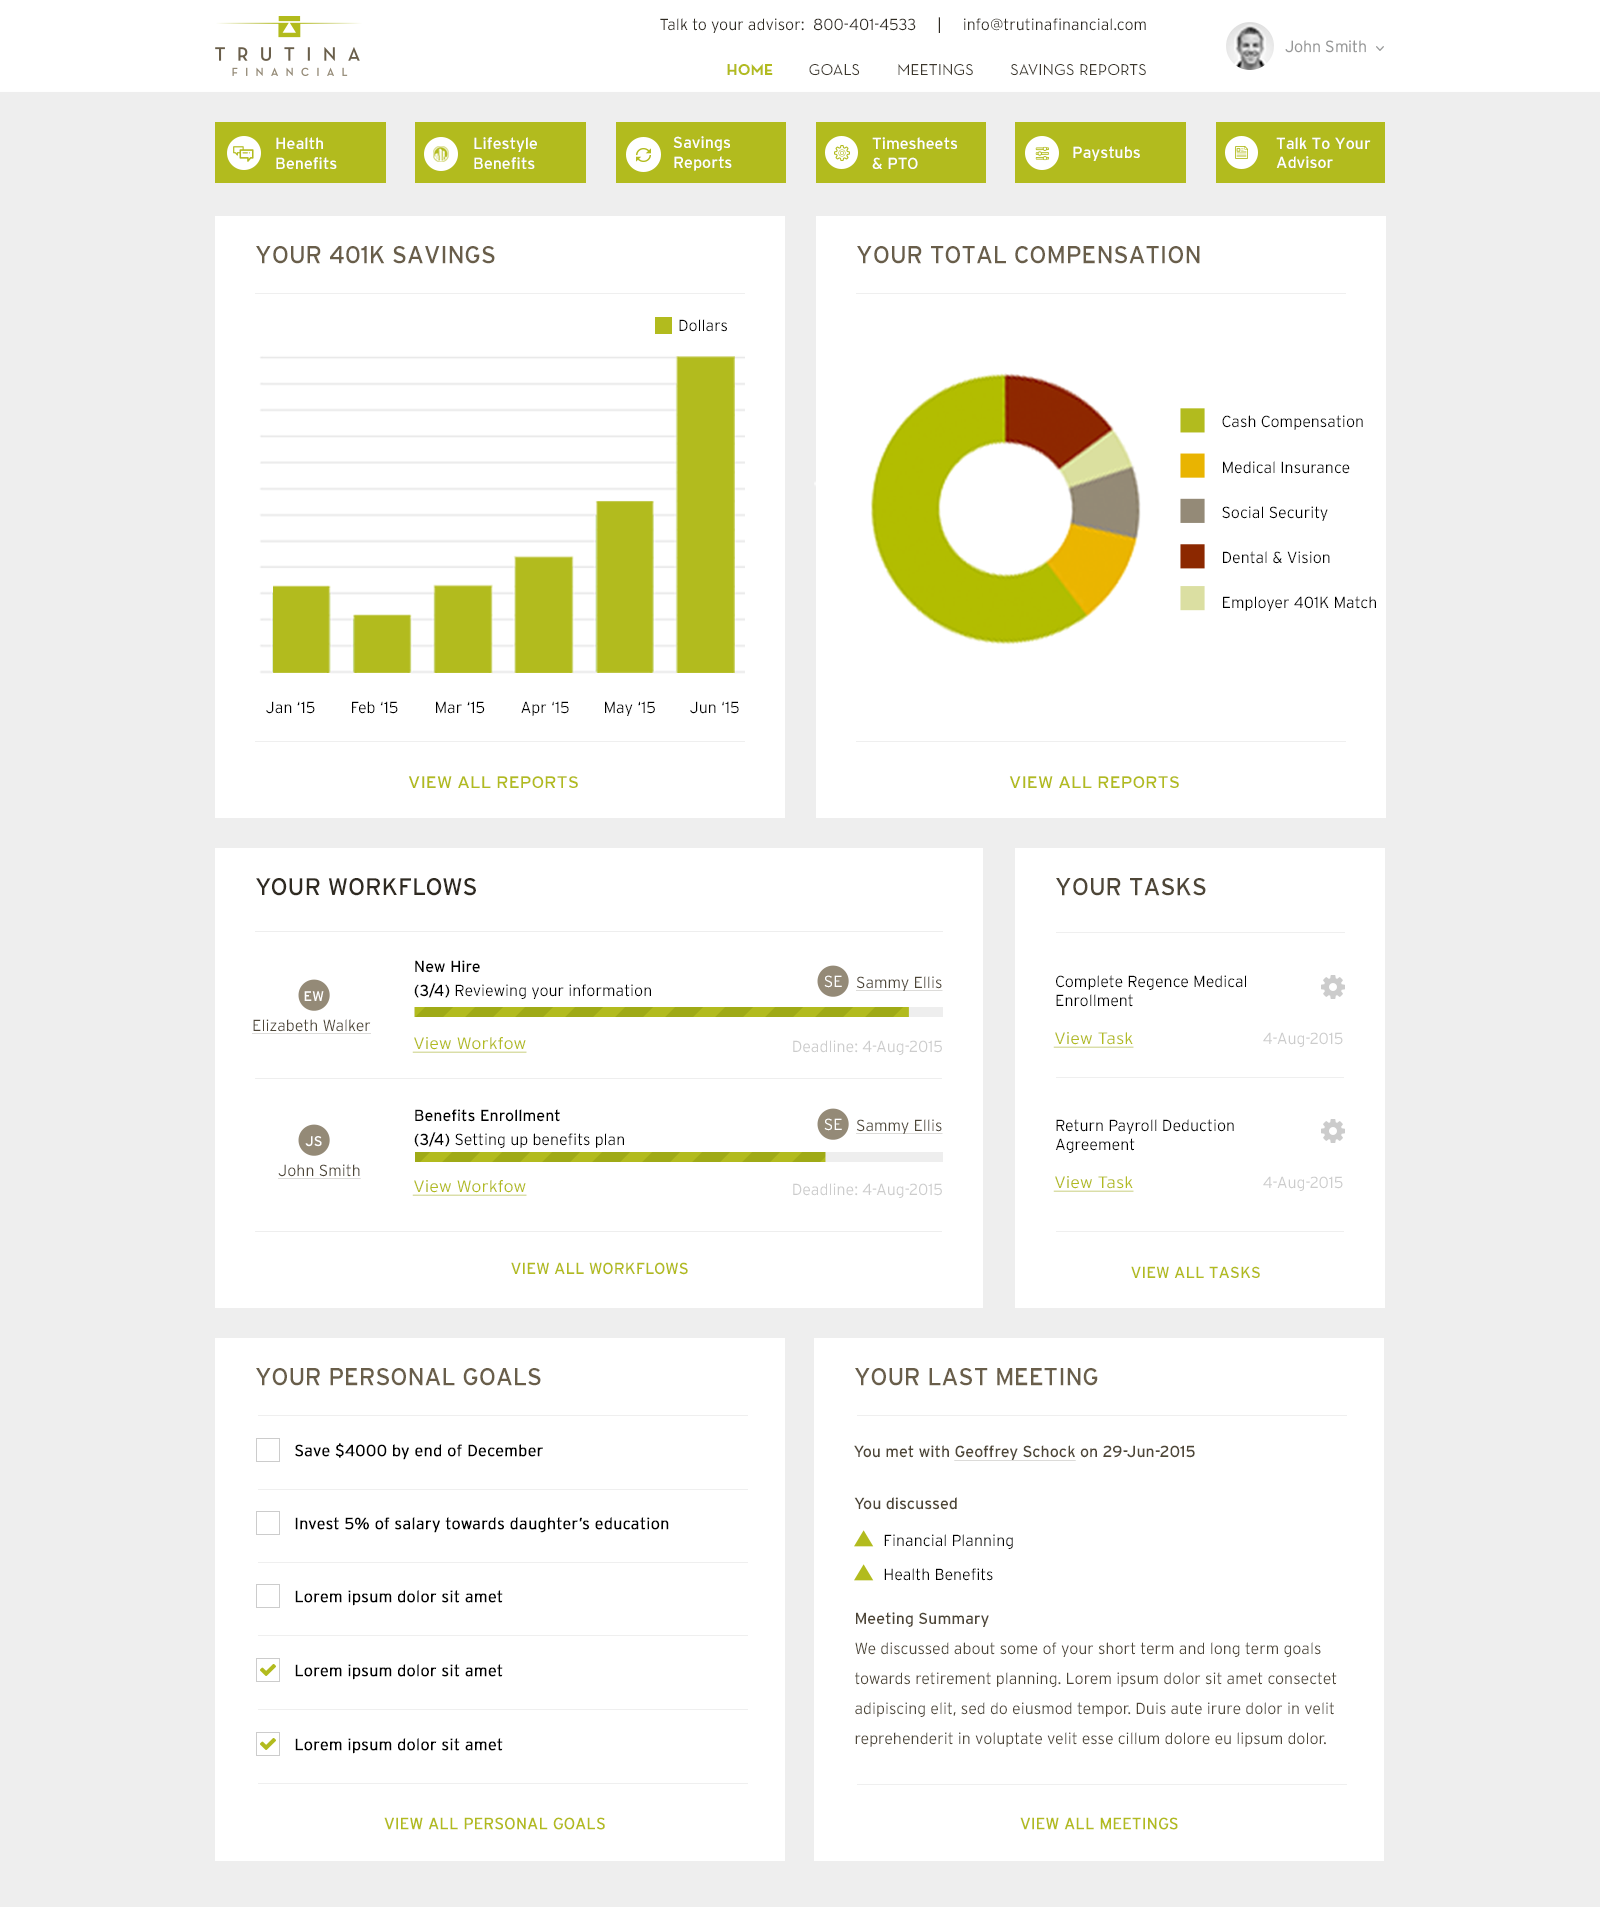 TRUTINA
FINANCIAL
Talk to your advisor: 800-401-4533 | info@trutinafinancial.com
HOME GOALS MEETINGS SAVINGS REPORTS
John Smith
Health
Benefits
Lifestyle
Benefits
Savings
Reports
Timesheets
& PTO
Paystubs
Talk To Your
Advisor
YOUR 401K SAVINGS
Dollars
Jan ‘15 Feb ‘15 Mar ‘15 Apr ‘15 May ‘15 Jun ‘15
VIEW ALL REPORTS
YOUR TOTAL COMPENSATION
Cash Compensation
Medical Insurance
Social Security
Dental & Vision
Employer 401K Match
VIEW ALL REPORTS
YOUR WORKFLOWS
EW
Elizabeth Walker
New Hire
(3/4) Reviewing your information
SE Sammy Ellis
View Workfow
Deadline: 4-Aug-2015
JS
John Smith
Benefits Enrollment
(3/4) Setting up benefits plan
SE Sammy Ellis
View Workfow
Deadline: 4-Aug-2015
VIEW ALL WORKFLOWS
YOUR TASKS
Complete Regence Medical
Enrollment
View Task 4-Aug-2015
Return Payroll Deduction
Agreement
View Task 4-Aug-2015
VIEW ALL TASKS
YOUR PERSONAL GOALS
Save $4000 by end of December
Invest 5% of salary towards daughter’s education
Lorem ipsum dolor sit amet
Lorem ipsum dolor sit amet
Lorem ipsum dolor sit amet
VIEW ALL PERSONAL GOALS
YOUR LAST MEETING
You met with Geoffrey Schock on 29-Jun-2015
You discussed
Financial Planning
Health Benefits
Meeting Summary
We discussed about some of your short term and long term goals
towards retirement planning. Lorem ipsum dolor sit amet consectet
adipiscing elit, sed do eiusmod tempor. Duis aute irure dolor in velit
reprehenderit in voluptate velit esse cillum dolore eu lipsum dolor.
VIEW ALL MEETINGS